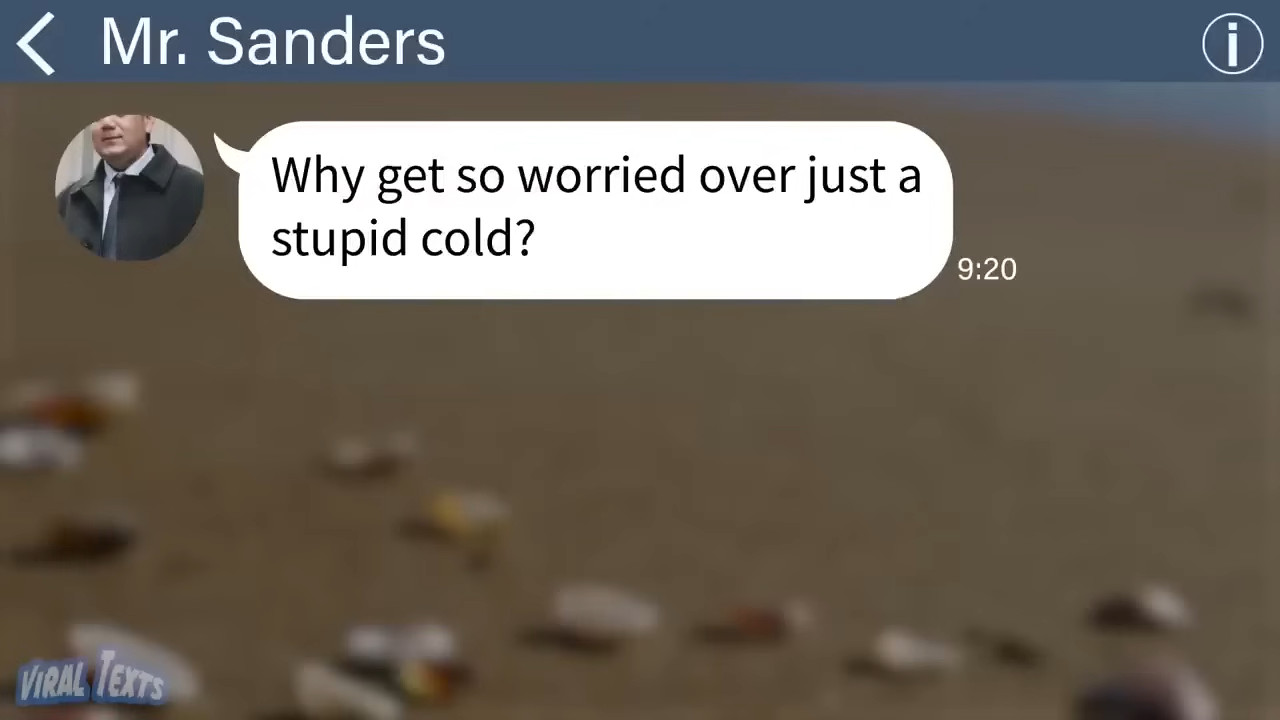 Mr. Sanders
Why get so worried over just a
stupid cold?
9:20
VIRAL TEXTS